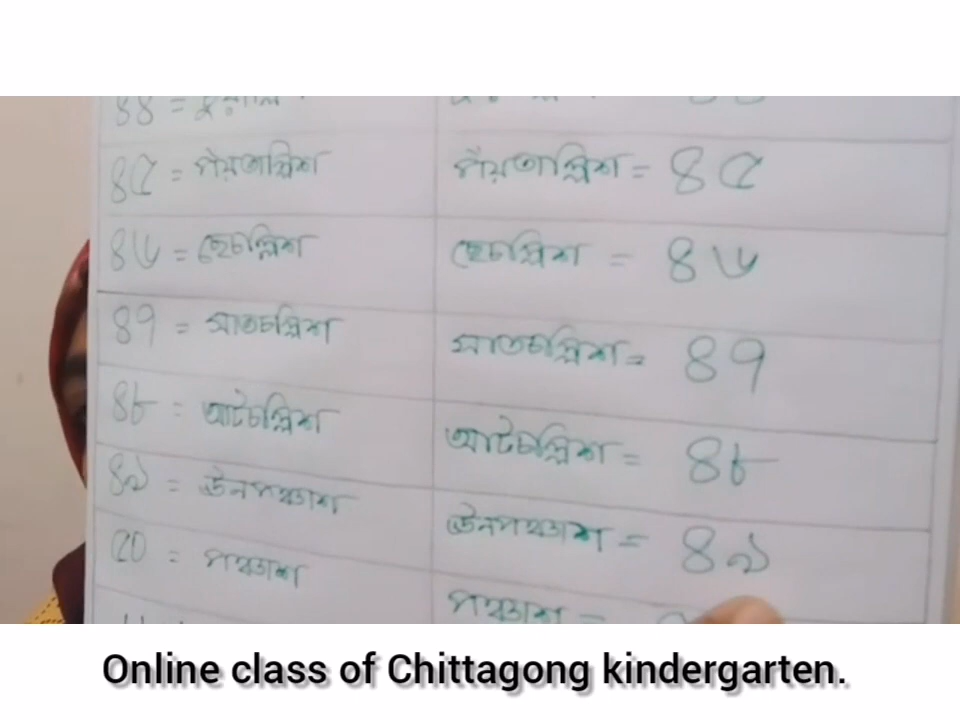 ৪৪ =
৪৫ = পঁয়তাল্লিশ পঁয়তাল্লিশ = ৪৫
৪৬ = ছেচল্লিশ ছেচল্লিশ = ৪৬
৪৭ = সাতচল্লিশ সাতচল্লিশ = ৪৭
৪৮ = আটচল্লিশ আটচল্লিশ = ৪৮
৪৯ = ঊনপঞ্চাশ ঊনপঞ্চাশ = ৪৯
৫০ = পঞ্চাশ পঞ্চাশ =
Online class of Chittagong kindergarten.